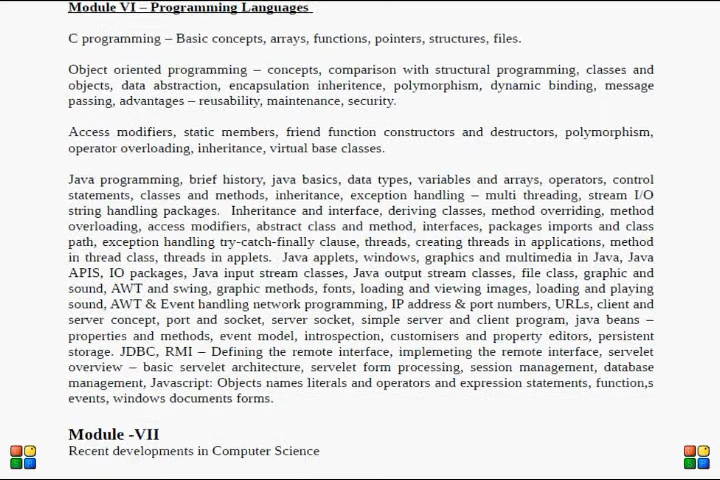 Module VI – Programming Languages
C programming – Basic concepts, arrays, functions, pointers, structures, files.
Object oriented programming – concepts, comparison with structural programming, classes and
objects, data abstraction, encapsulation inheritence, polymorphism, dynamic binding, message
passing, advantages – reusability, maintenance, security.
Access modifiers, static members, friend function constructors and destructors, polymorphism,
operator overloading, inheritance, virtual base classes.
Java programming, brief history, java basics, data types, variables and arrays, operators, control
statements, classes and methods, inheritance, exception handling – multi threading, stream I/O
string handling packages. Inheritance and interface, deriving classes, method overriding, method
overloading, access modifiers, abstract class and method, interfaces, packages imports and class
path, exception handling try-catch-finally clause, threads, creating threads in applications, method
in thread class, threads in applets. Java applets, windows, graphics and multimedia in Java, Java
APIS, IO packages, Java input stream classes, Java output stream classes, file class, graphic and
sound, AWT and swing, graphic methods, fonts, loading and viewing images, loading and playing
sound, AWT & Event handling network programming, IP address & port numbers, URLs, client and
server concept, port and socket, server socket, simple server and client program, java beans –
properties and methods, event model, introspection, customisers and property editors, persistent
storage. JDBC, RMI – Defining the remote interface, implemeting the remote interface, servelet
overview – basic servelet architecture, servelet form processing, session management, database
management, Javascript: Objects names literals and operators and expression statements, function,s
events, windows documents forms.
Module -VII
Recent developments in Computer Science